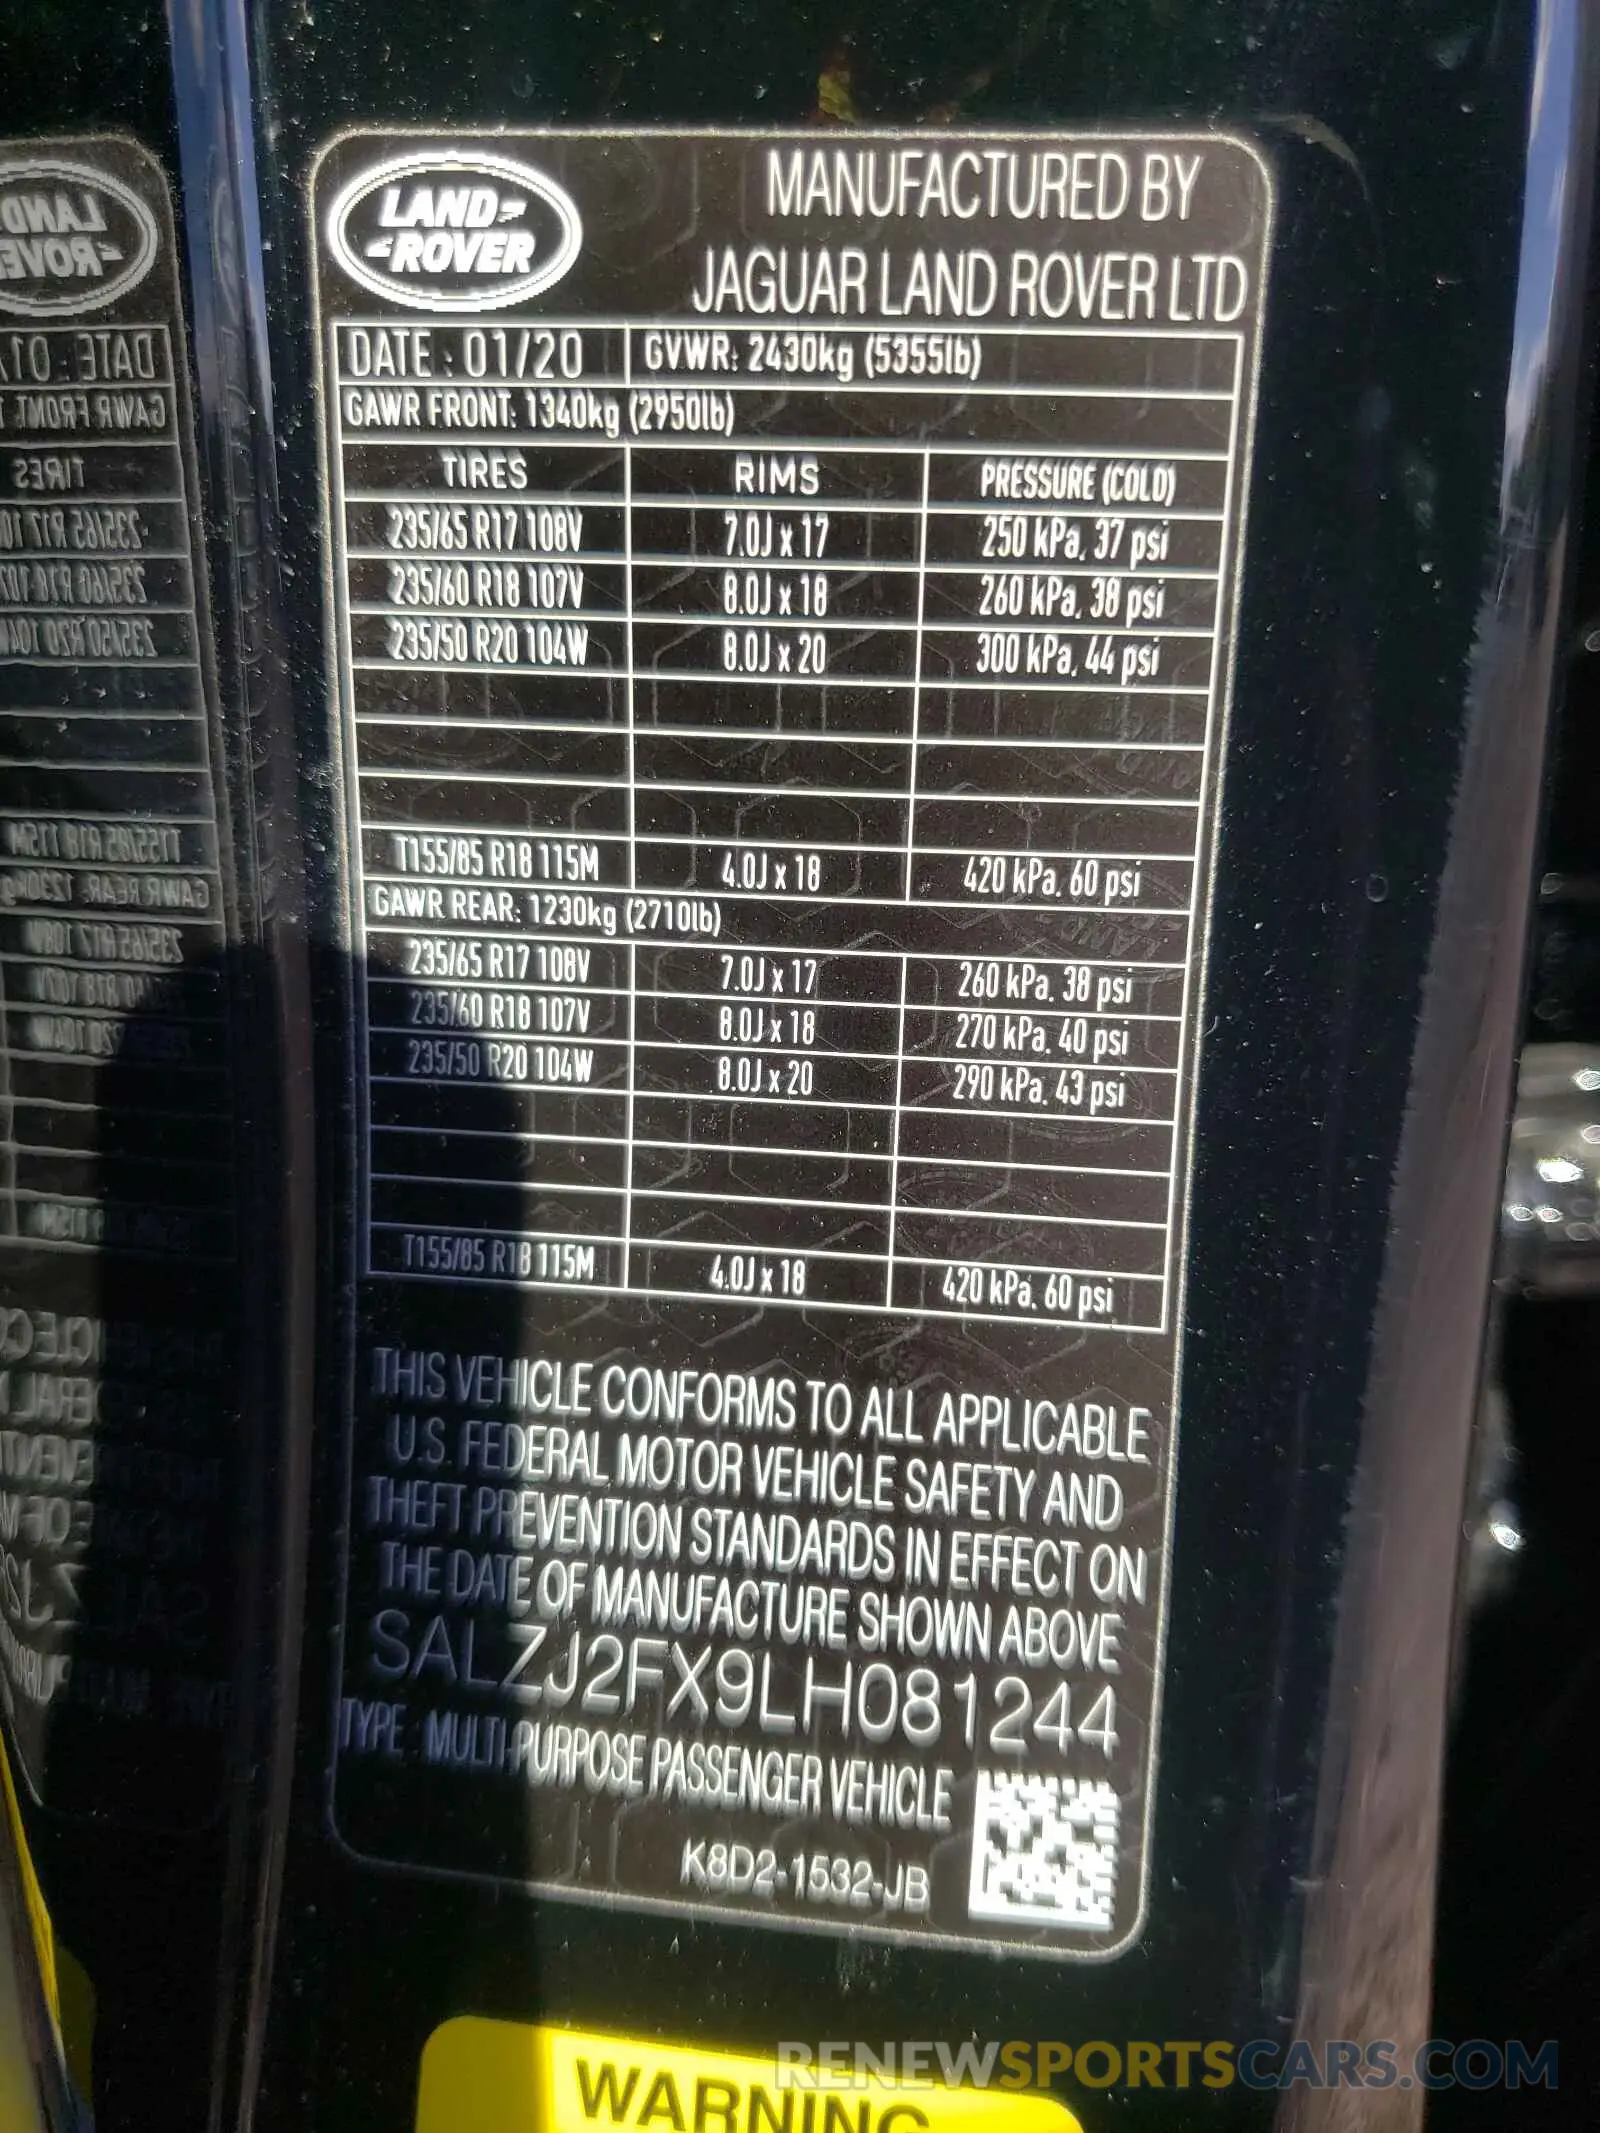 LAND-
-ROVER
MANUFACTURED BY
JAGUAR LAND ROVER LTD
DATE : 01/20 GVWR: 2430kg (5355lb)
GAWR FRONT: 1340kg (2950lb)
TIRES RIMS PRESSURE (COLD)
235/65 R17 108V 7.0J x 17 250 kPa, 37 psi
235/60 R18 107V 8.0J x 18 260 kPa, 38 psi
235/50 R20 104W 8.0J x 20 300 kPa, 44 psi
T155/85 R18 115M 4.0J x 18 420 kPa, 60 psi
GAWR REAR: 1230kg (2710lb)
235/65 R17 108V 7.0J x 17 260 kPa, 38 psi
235/60 R18 107V 8.0J x 18 270 kPa, 40 psi
235/50 R20 104W 8.0J x 20 290 kPa, 43 psi
T155/85 R18 115M 4.0J x 18 420 kPa, 60 psi
THIS VEHICLE CONFORMS TO ALL APPLICABLE
U.S. FEDERAL MOTOR VEHICLE SAFETY AND
THEFT PREVENTION STANDARDS IN EFFECT ON
THE DATE OF MANUFACTURE SHOWN ABOVE
SALZJ2FX9LH081244
TYPE : MULTI-PURPOSE PASSENGER VEHICLE
K8D2-1532-JB
WARNING
RENEWSPORTSCARS.COM